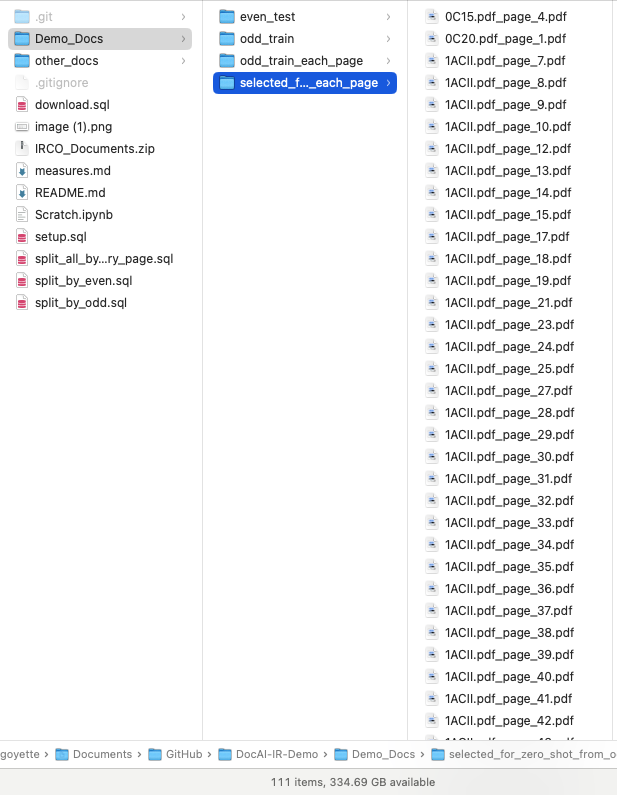 .git
Demo_Docs
other_docs
.gitignore
download.sql
image (1).png
IRCO_Documents.zip
measures.md
README.md
Scratch.ipynb
setup.sql
split_all_by...ry_page.sql
split_by_even.sql
split_by_odd.sql
even_test
odd_train
odd_train_each_page
selected_f..._each_page
0C15.pdf_page_4.pdf
0C20.pdf_page_1.pdf
1ACII.pdf_page_7.pdf
1ACII.pdf_page_8.pdf
1ACII.pdf_page_9.pdf
1ACII.pdf_page_10.pdf
1ACII.pdf_page_12.pdf
1ACII.pdf_page_13.pdf
1ACII.pdf_page_14.pdf
1ACII.pdf_page_15.pdf
1ACII.pdf_page_17.pdf
1ACII.pdf_page_18.pdf
1ACII.pdf_page_19.pdf
1ACII.pdf_page_21.pdf
1ACII.pdf_page_23.pdf
1ACII.pdf_page_24.pdf
1ACII.pdf_page_25.pdf
1ACII.pdf_page_27.pdf
1ACII.pdf_page_28.pdf
1ACII.pdf_page_29.pdf
1ACII.pdf_page_30.pdf
1ACII.pdf_page_31.pdf
1ACII.pdf_page_32.pdf
1ACII.pdf_page_33.pdf
1ACII.pdf_page_34.pdf
1ACII.pdf_page_35.pdf
1ACII.pdf_page_36.pdf
1ACII.pdf_page_37.pdf
1ACII.pdf_page_38.pdf
1ACII.pdf_page_39.pdf
1ACII.pdf_page_40.pdf
1ACII.pdf_page_41.pdf
1ACII.pdf_page_42.pdf
goyette › Documents › GitHub › DocAI-IR-Demo › Demo_Docs › selected_for_zero_shot_from_o
111 items, 334.69 GB available